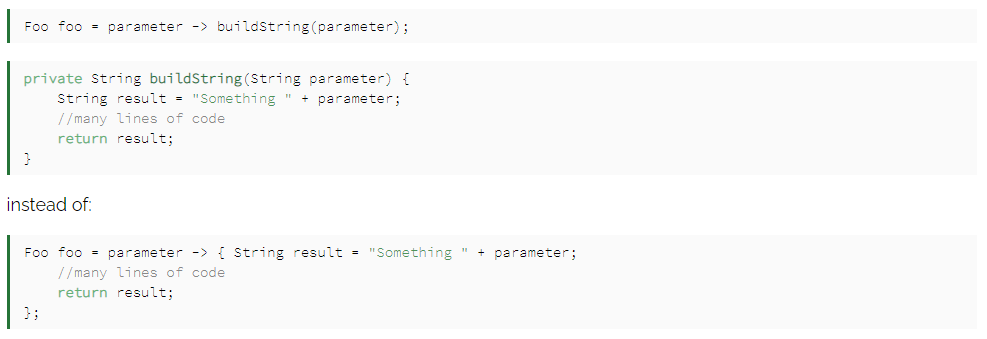 Foo foo = parameter -> buildString(parameter);
private String buildString(String parameter) {
    String result = "Something " + parameter;
    //many lines of code
    return result;
}
instead of:
Foo foo = parameter -> { String result = "Something " + parameter;
    //many lines of code
    return result;
};